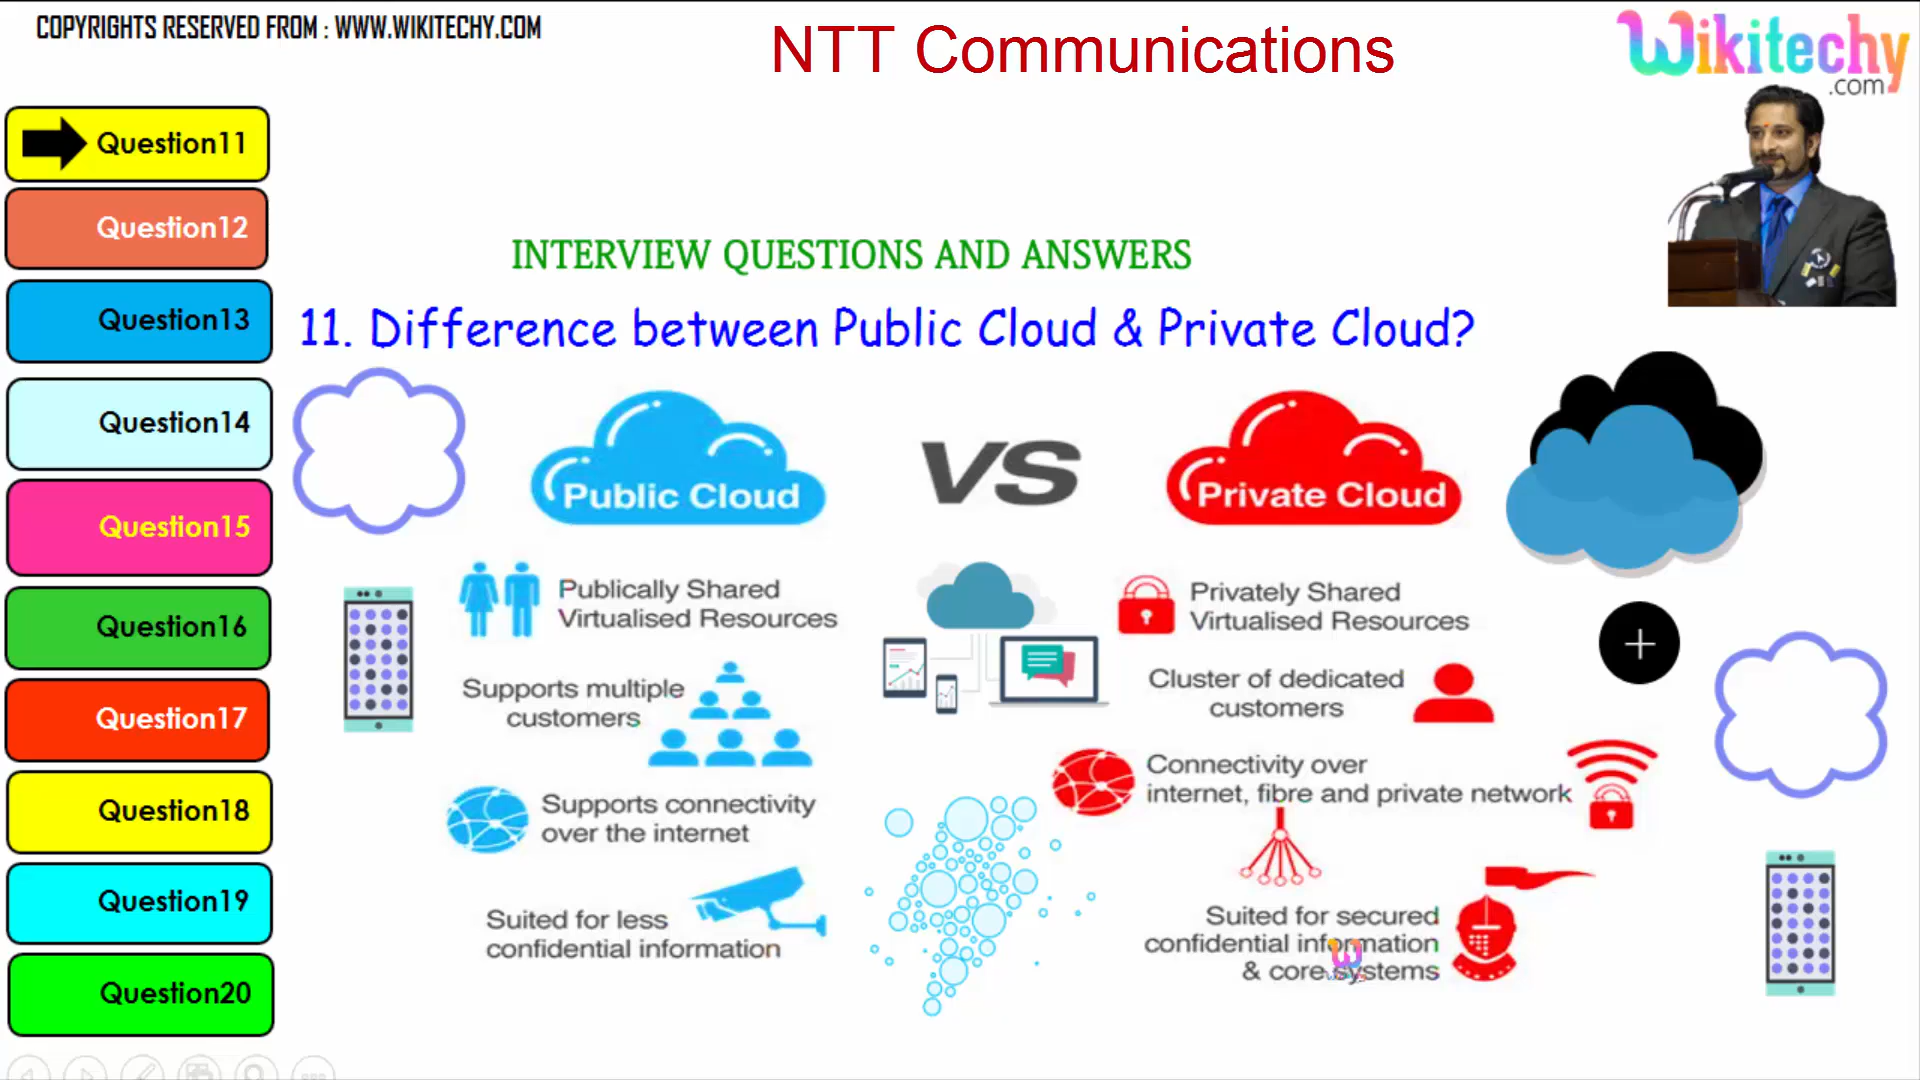 COPYRIGHTS RESERVED FROM : WWW.WIKITECHY.COM
NTT Communications
Wikitechy
.com
Question11
Question12
Question13
Question14
Question15
Question16
Question17
Question18
Question19
Question20
INTERVIEW QUESTIONS AND ANSWERS
11. Difference between Public Cloud & Private Cloud?
Public Cloud
VS
Private Cloud
Publically Shared
Virtualised Resources
Supports multiple
customers
Supports connectivity
over the internet
Suited for less
confidential information
Privately Shared
Virtualised Resources
Cluster of dedicated
customers
Connectivity over
internet, fibre and private network
Suited for secured
confidential information
& core systems